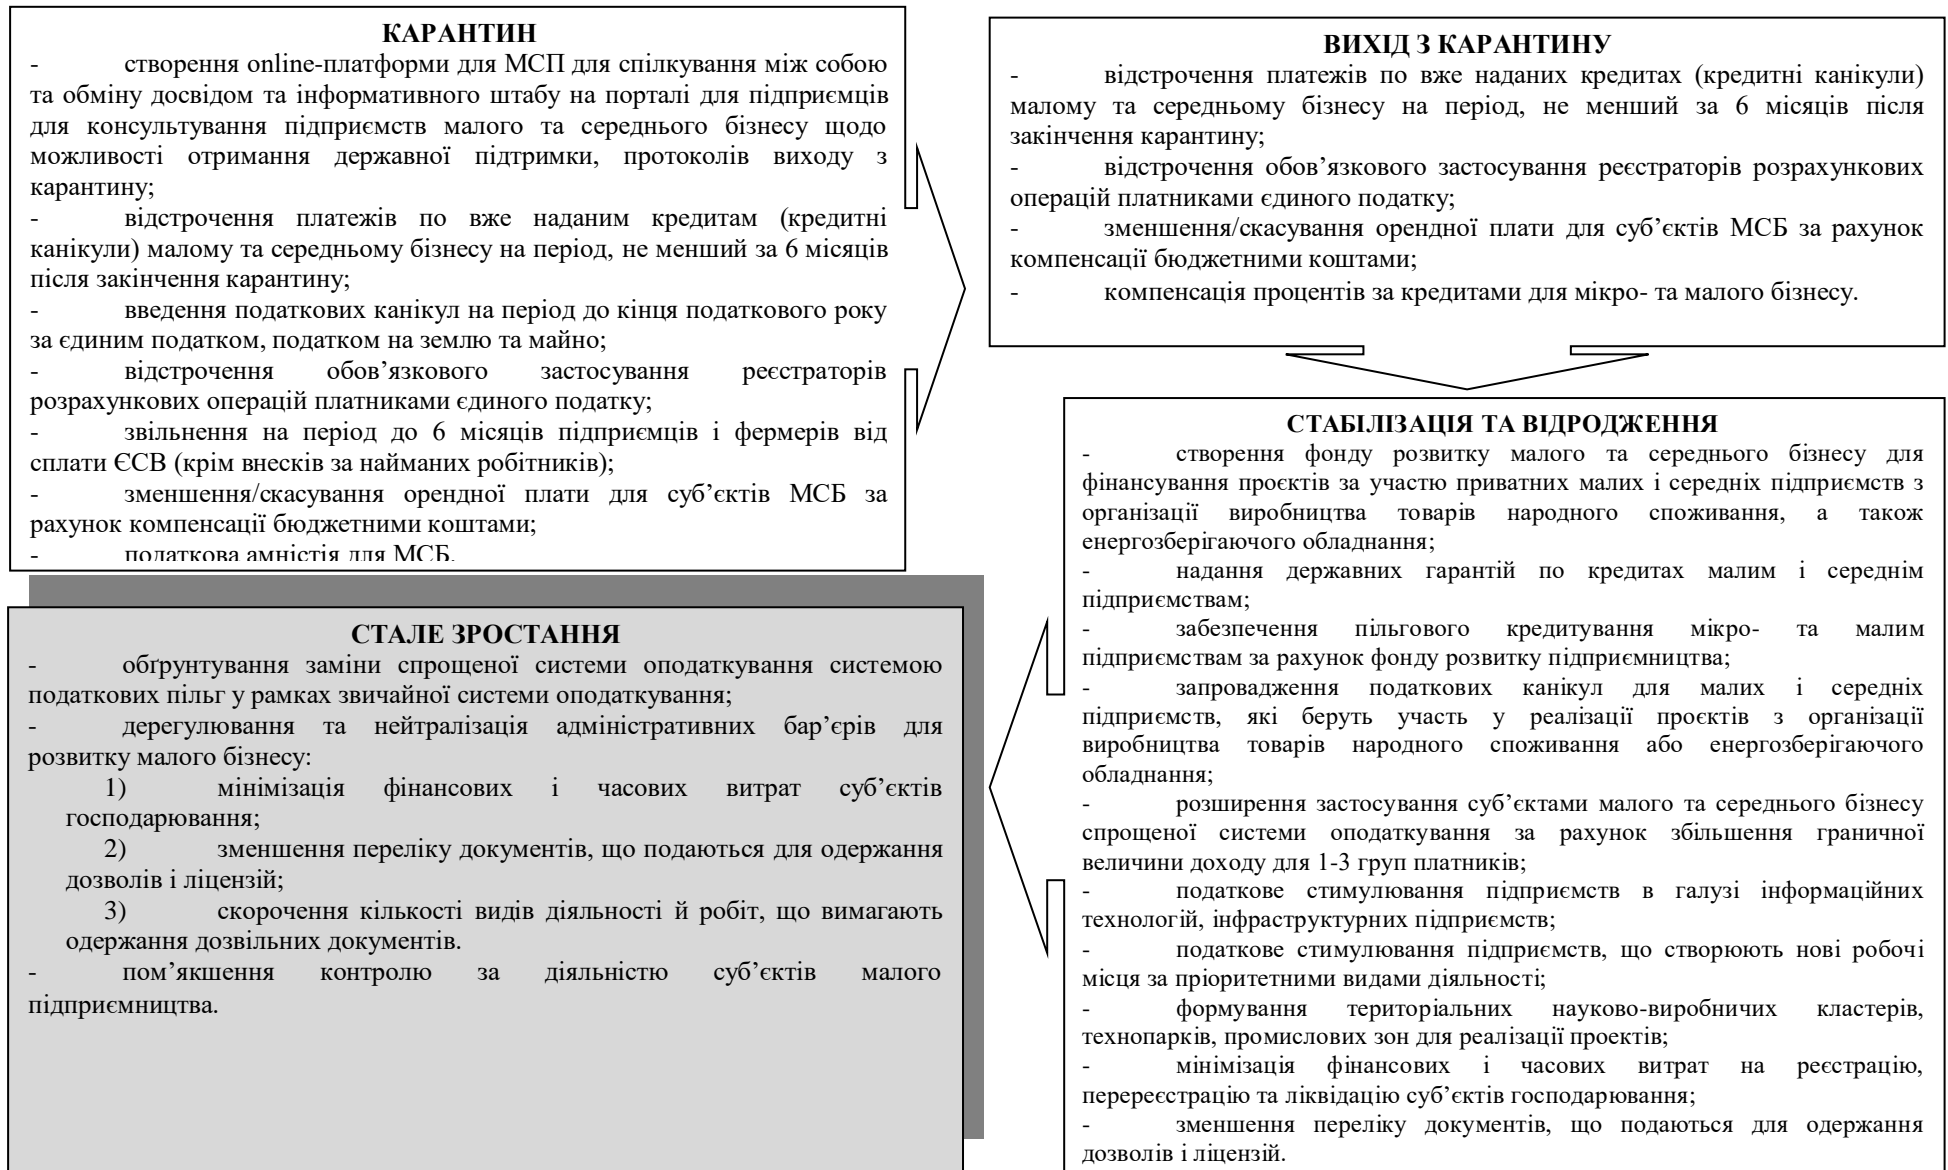 КАРАНТИН
- створення online-платформи для МСП для спілкування між собою
та обміну досвідом та інформативного штабу на порталі для підприємців
для консультування підприємств малого та середнього бізнесу щодо
можливості отримання державної підтримки, протоколів виходу з
карантину;
- відстрочення платежів по вже наданим кредитам (кредитні
канікули) малому та середньому бізнесу на період, не менший за 6 місяців
після закінчення карантину;
- введення податкових канікул на період до кінця податкового року
за єдиним податком, податком на землю та майно;
- відстрочення обов’язкового застосування реєстраторів
розрахункових операцій платниками єдиного податку;
- звільнення на період до 6 місяців підприємців і фермерів від
сплати ЄСВ (крім внесків за найманих робітників);
- зменшення/скасування орендної плати для суб’єктів МСБ за
рахунок компенсації бюджетними коштами;
- податкова амністія для МСБ.
ВИХІД З КАРАНТИНУ
- відстрочення платежів по вже наданих кредитах (кредитні канікули)
малому та середньому бізнесу на період, не менший за 6 місяців після
закінчення карантину;
- відстрочення обов’язкового застосування реєстраторів розрахункових
операцій платниками єдиного податку;
- зменшення/скасування орендної плати для суб’єктів МСБ за рахунок
компенсації бюджетними коштами;
- компенсація процентів за кредитами для мікро- та малого бізнесу.
СТАБІЛІЗАЦІЯ ТА ВІДРОДЖЕННЯ
- створення фонду розвитку малого та середнього бізнесу для
фінансування проєктів за участю приватних малих і середніх підприємств з
організації виробництва товарів народного споживання, а також
енергозберігаючого обладнання;
- надання державних гарантій по кредитах малим і середнім
підприємствам;
- забезпечення пільгового кредитування мікро- та малим
підприємствам за рахунок фонду розвитку підприємництва;
- запровадження податкових канікул для малих і середніх
підприємств, які беруть участь у реалізації проєктів з організації
виробництва товарів народного споживання або енергозберігаючого
обладнання;
- розширення застосування суб’єктами малого та середнього бізнесу
спрощеної системи оподаткування за рахунок збільшення граничної
величини доходу для 1-3 груп платників;
- податкове стимулювання підприємств в галузі інформаційних
технологій, інфраструктурних підприємств;
- податкове стимулювання підприємств, що створюють нові робочі
місця за пріоритетними видами діяльності;
- формування територіальних науково-виробничих кластерів,
технопарків, промислових зон для реалізації проектів;
- мінімізація фінансових і часових витрат на реєстрацію,
перереєстрацію та ліквідацію суб’єктів господарювання;
- зменшення переліку документів, що подаються для одержання
дозволів і ліцензій.
СТАЛЕ ЗРОСТАННЯ
- обґрунтування заміни спрощеної системи оподаткування системою
податкових пільг у рамках звичайної системи оподаткування;
- дерегулювання та нейтралізація адміністративних бар’єрів для
розвитку малого бізнесу:
1) мінімізація фінансових і часових витрат суб’єктів
господарювання;
2) зменшення переліку документів, що подаються для одержання
дозволів і ліцензій;
3) скорочення кількості видів діяльності й робіт, що вимагають
одержання дозвільних документів.
- пом’якшення контролю за діяльністю суб’єктів малого
підприємництва.